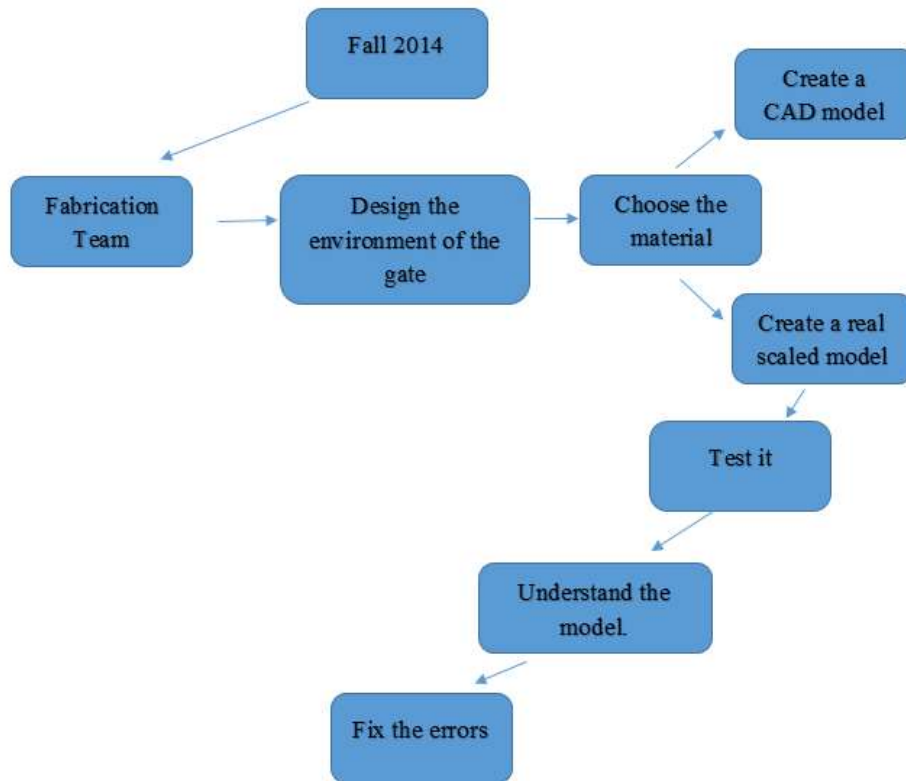 Fall 2014
Create a
CAD model
Fabrication
Team
Design the
environment of the
gate
Choose the
material
Create a real
scaled model
Test it
Understand the
model.
Fix the errors